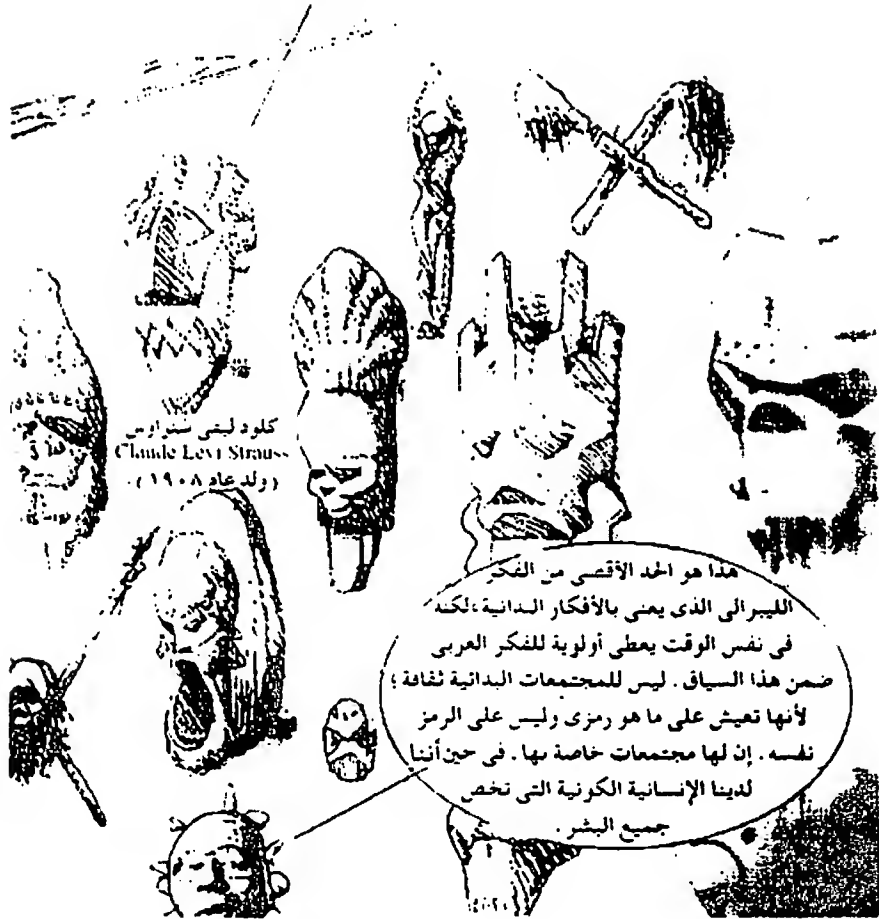 كلود ليفى ستراوس
Claude Levi Strauss
(ولد عام ١٩٠٨).
هذا هو الحد الأقصى من الفكر
الليبرالى الذى يعنى بالأفكار البدائية ،لكنه
فى نفس الوقت يعطى أولوية للفكر العربى
ضمن هذا السياق . ليس للمجتمعات البدائية ثقافة ؛
لأنها تعيش على ما هو رمزى وليس على الرمز
نفسه . إن لها مجتمعات خاصة بها . فى حين أننا
لدينا الإنسانية الكونية التى تخص
جميع البشر .